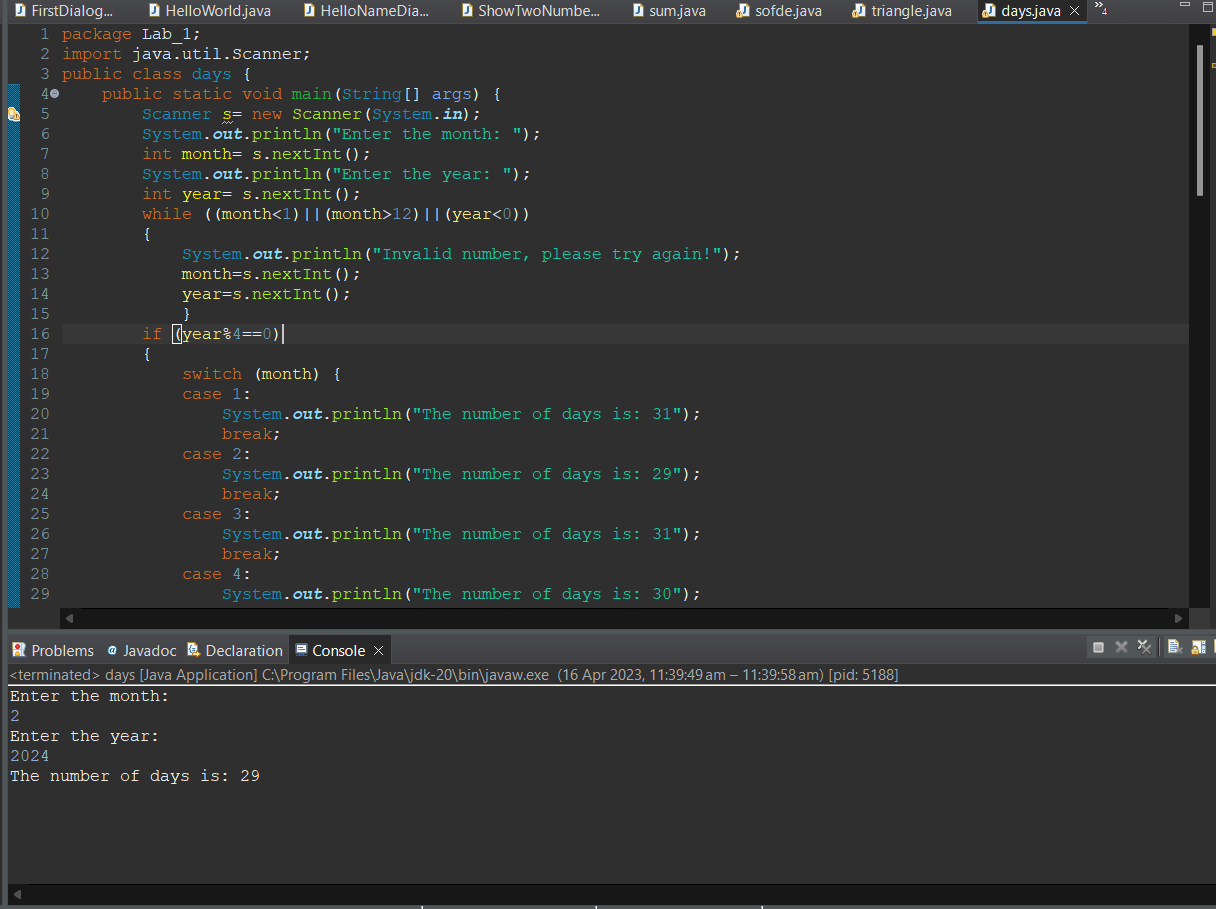 FirstDialog... HelloWorld.java HelloNameDia... ShowTwoNumbe... sum.java sofde.java triangle.java days.java »4
1 package Lab_1;
2 import java.util.Scanner;
3 public class days {
4 public static void main(String[] args) {
5 Scanner s= new Scanner(System.in);
6 System.out.println("Enter the month: ");
7 int month= s.nextInt();
8 System.out.println("Enter the year: ");
9 int year= s.nextInt();
10 while ((month<1)||(month>12)||(year<0))
11 {
12 System.out.println("Invalid number, please try again!");
13 month=s.nextInt();
14 year=s.nextInt();
15 }
16 if (year%4==0)
17 {
18 switch (month) {
19 case 1:
20 System.out.println("The number of days is: 31");
21 break;
22 case 2:
23 System.out.println("The number of days is: 29");
24 break;
25 case 3:
26 System.out.println("The number of days is: 31");
27 break;
28 case 4:
29 System.out.println("The number of days is: 30");
Problems @ Javadoc Declaration Console
<terminated> days [Java Application] C:\Program Files\Java\jdk-20\bin\javaw.exe (16 Apr 2023, 11:39:49 am – 11:39:58 am) [pid: 5188]
Enter the month:
2
Enter the year:
2024
The number of days is: 29